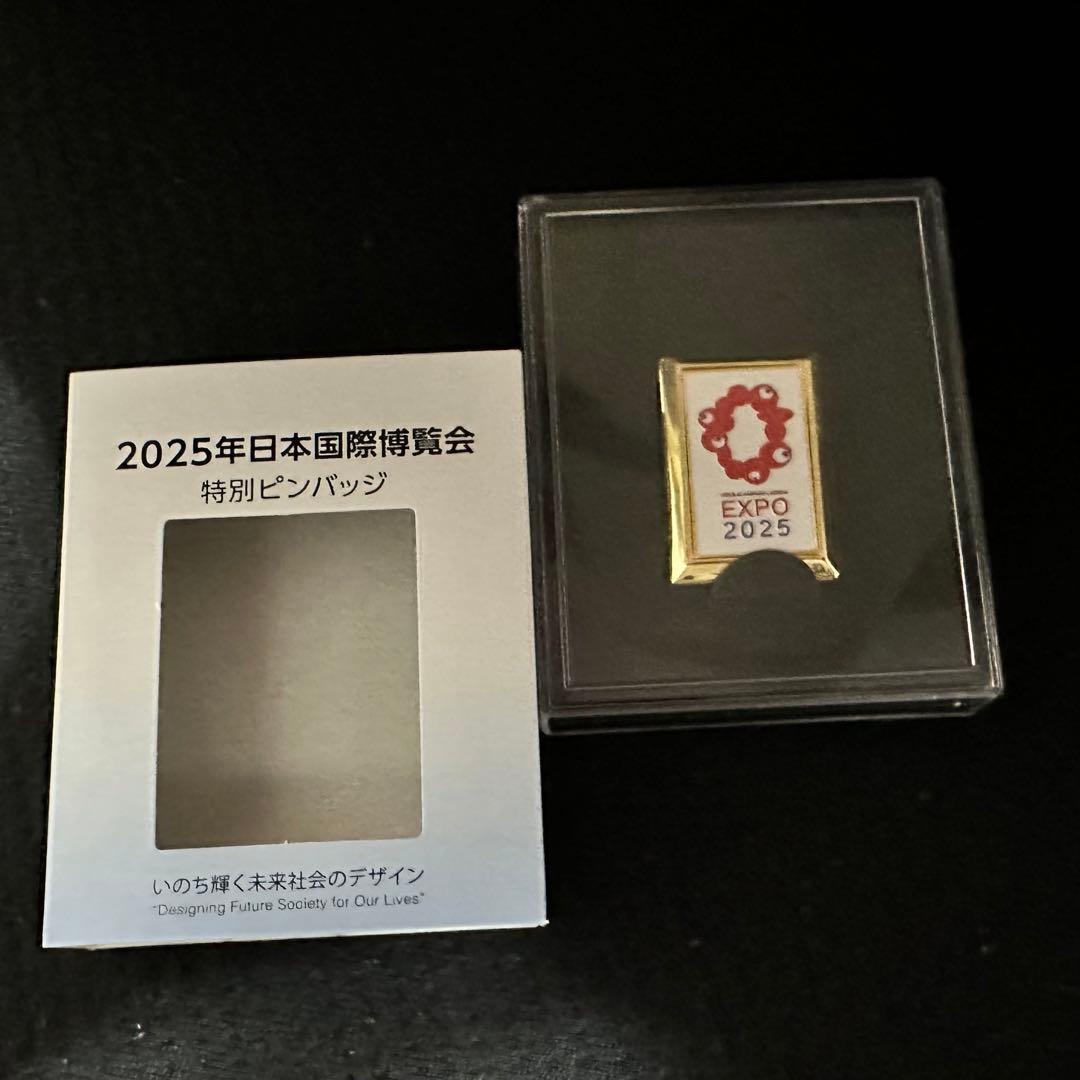 2025年日本国際博覧会
特別ピンバッジ
いのち輝く未来社会のデザイン
"Designing Future Society for Our Lives"
EXPO
2025